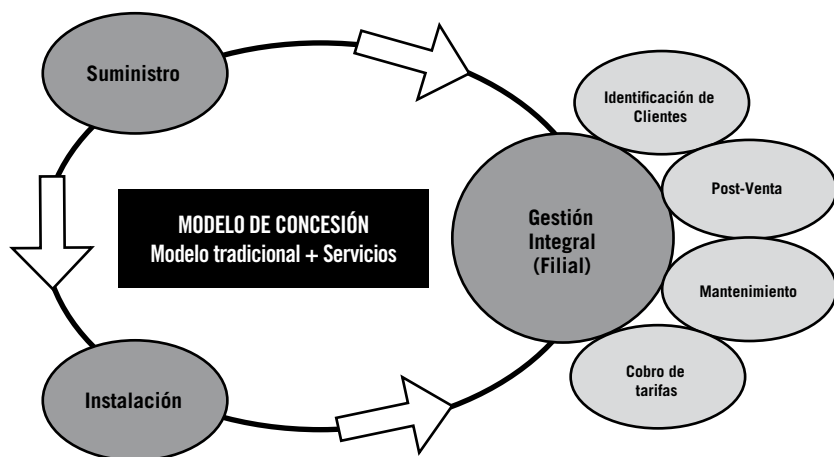 Suministro
Identificación de
Clientes
Post-Venta
MODELO DE CONCESIÓN
Modelo tradicional + Servicios
Gestión
Integral
(Filial)
Mantenimiento
Instalación
Cobro de
tarifas